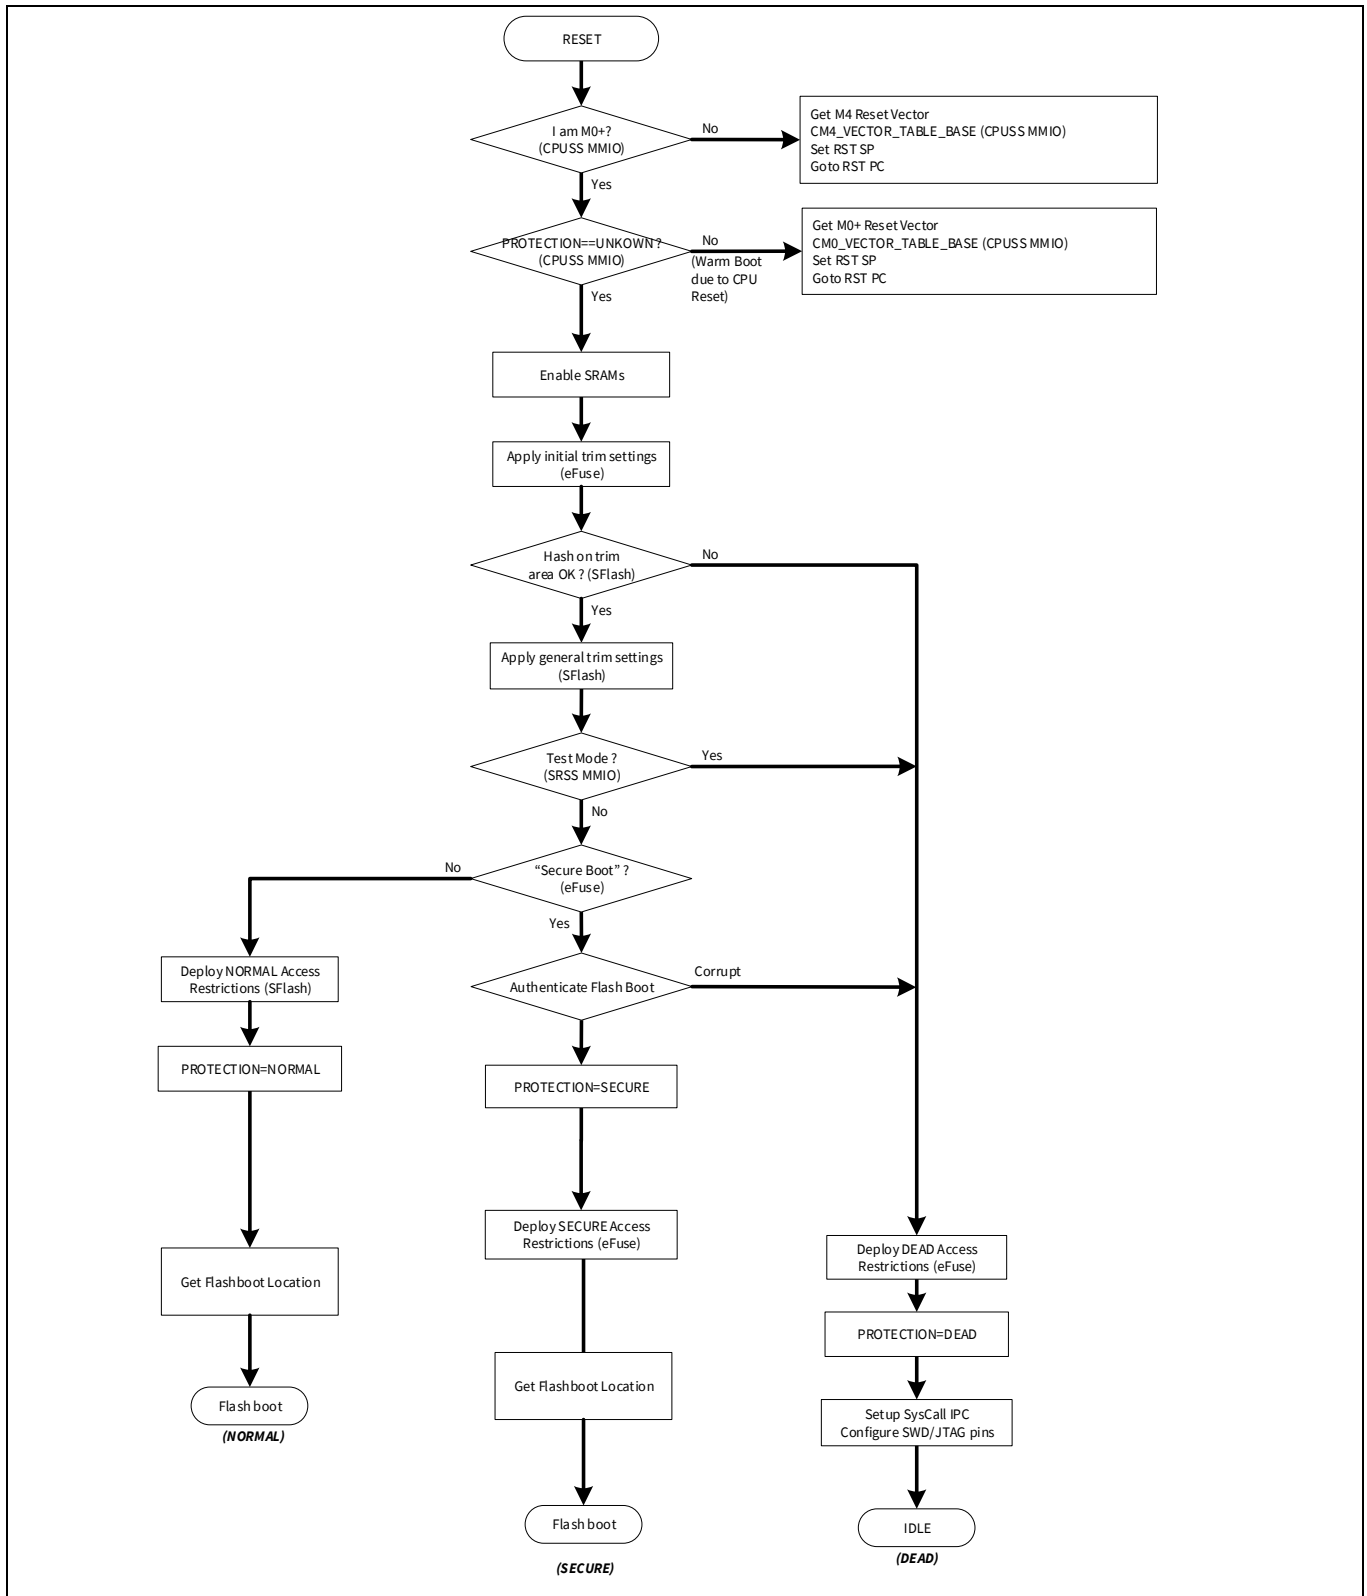 RESET
I am M0+?
(CPUSS MMIO)
No
Get M4 Reset Vector
CM4_VECTOR_TABLE_BASE (CPUSS MMIO)
Set RST SP
Goto RST PC
Yes
PROTECTION==UNKOWN ?
(CPUSS MMIO)
No
(Warm Boot
due to CPU
Reset)
Get M0+ Reset Vector
CM0_VECTOR_TABLE_BASE (CPUSS MMIO)
Set RST SP
Goto RST PC
Yes
Enable SRAMs
Apply initial trim settings
(eFuse)
Hash on trim
area OK ? (SFlash)
No
Yes
Apply general trim settings
(SFlash)
Test Mode ?
(SRSS MMIO)
Yes
No
“Secure Boot” ?
(eFuse)
No
Yes
Deploy NORMAL Access
Restrictions (SFlash)
Authenticate Flash Boot
Corrupt
PROTECTION=NORMAL
PROTECTION=SECURE
Deploy SECURE Access
Restrictions (eFuse)
Deploy DEAD Access
Restrictions (eFuse)
Get Flashboot Location
PROTECTION=DEAD
Get Flashboot Location
Flash boot
(NORMAL)
Setup SysCall IPC
Configure SWD/JTAG pins
Flash boot
(SECURE)
IDLE
(DEAD)